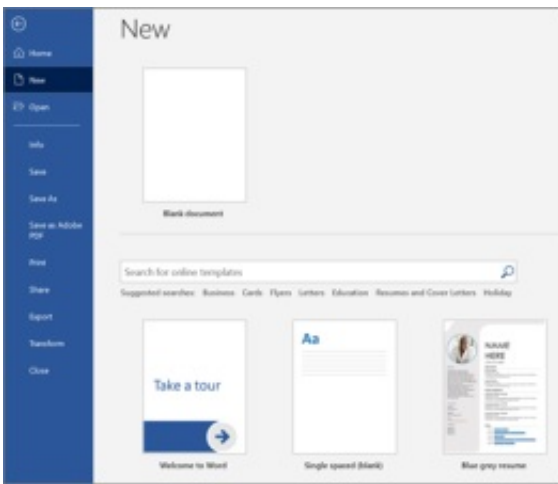 New
Home
New
Open
Info
Save
Save As
Save as Adobe
PDF
Print
Share
Export
Transform
Close
Blank document
Search for online templates
Suggested searches: Business Cards Flyers Letters Education Resumes and Cover Letters Holiday
Take a tour
Aa
NAME
HERE
Welcome to Word
Single spaced (blank)
Blue grey resume